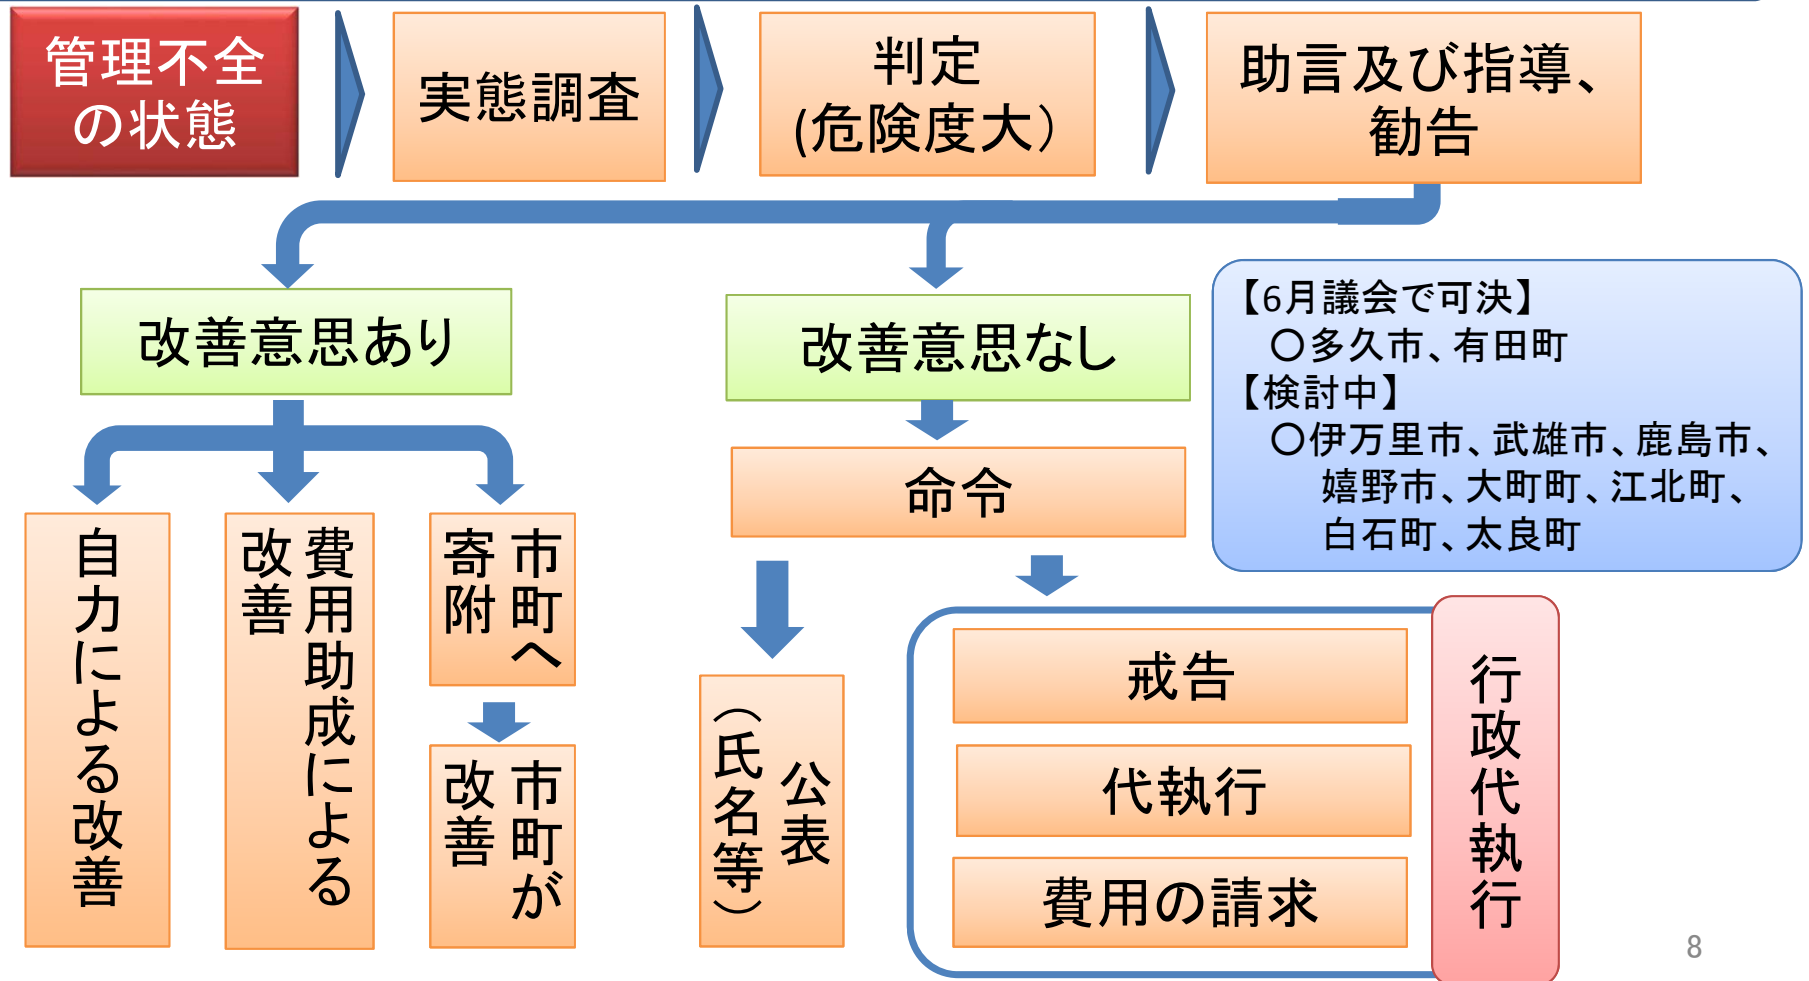 管理不全
の状態
実態調査
判定
(危険度大）
助言及び指導、
勧告
改善意思あり
改善意思なし
【6月議会で可決】
〇多久市、有田町
【検討中】
〇伊万里市、武雄市、鹿島市、
嬉野市、大町町、江北町、
白石町、太良町
命令
自力による改善
費用助成による
改善
市町へ
寄附
市町が
改善
公表
（氏名等）
戒告
代執行
費用の請求
行政代執行
8